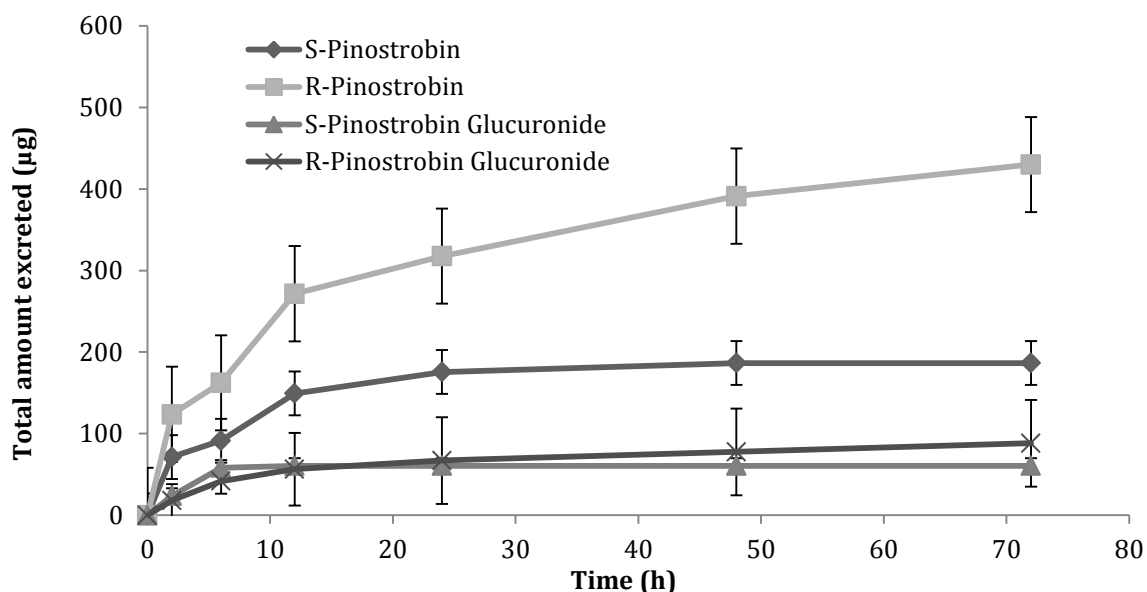 600
500
400
300
200
100
0
Total amount excreted (µg)
S-Pinostrobin
R-Pinostrobin
S-Pinostrobin Glucuronide
R-Pinostrobin Glucuronide
0 10 20 30 40 50 60 70 80
Time (h)